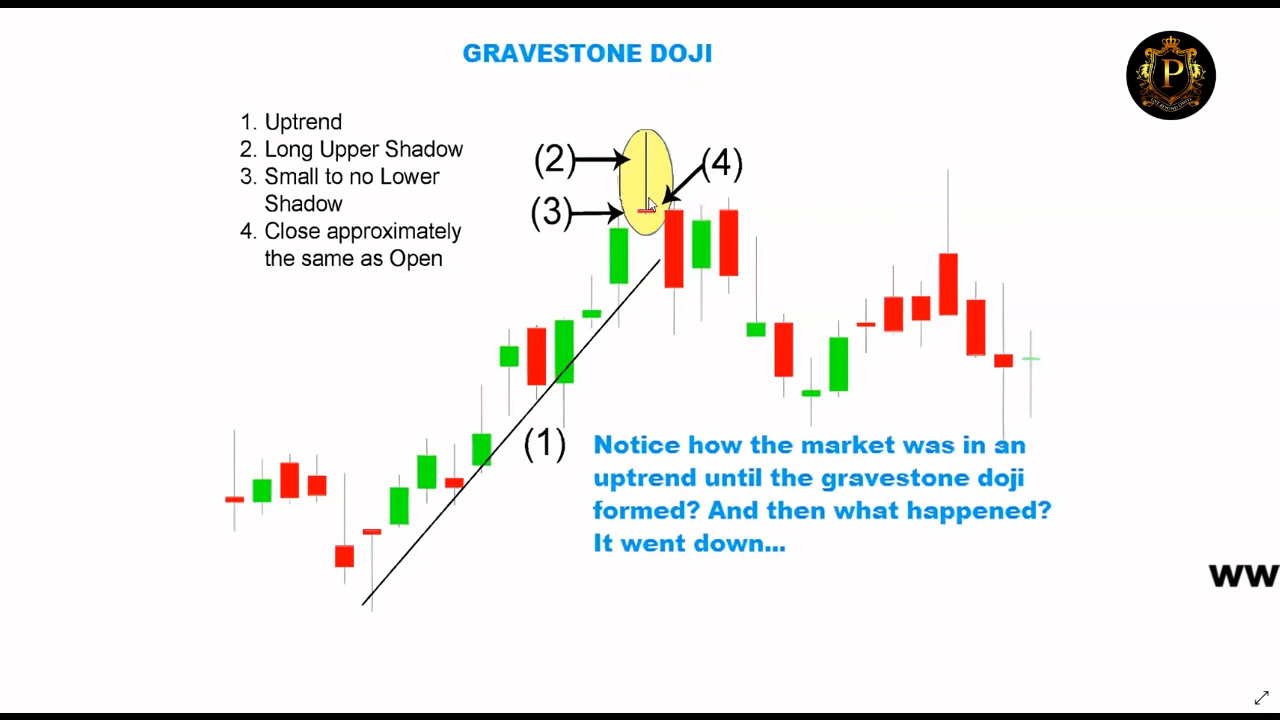 GRAVESTONE DOJI
P
1. Uptrend
2. Long Upper Shadow
3. Small to no Lower
Shadow
4. Close approximately
the same as Open
(2)
(4)
(3)
(1)
Notice how the market was in an
uptrend until the gravestone doji
formed? And then what happened?
It went down...
ww